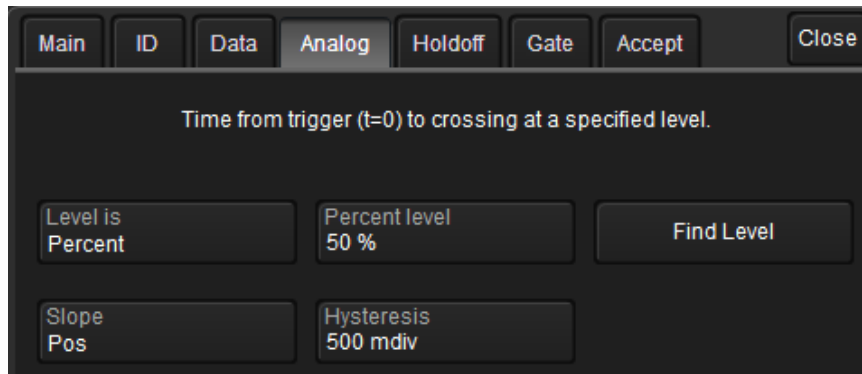 Main ID Data Analog Holdoff Gate Accept Close
Time from trigger (t=0) to crossing at a specified level.
Level is Percent level
Percent 50 % Find Level
Slope Hysteresis
Pos 500 mdiv